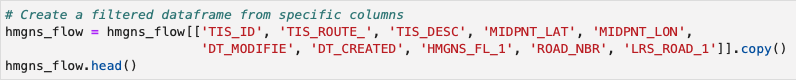 # Create a filtered dataframe from specific columns
hmgns_flow = hmgns_flow[['TIS_ID', 'TIS_ROUTE_', 'TIS_DESC', 'MIDPNT_LAT', 'MIDPNT_LON',
'DT_MODIFIE', 'DT_CREATED', 'HMGNS_FL_1', 'ROAD_NBR', 'LRS_ROAD_1']].copy()
hmgns_flow.head()